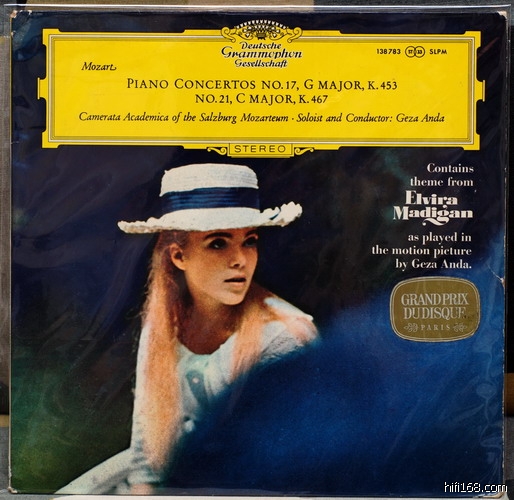 Deutsche
Grammophon
Gesellschaft
138 783
SLPM
Mozart
PIANO CONCERTOS NO. 17, G MAJOR, K. 453
NO. 21, C MAJOR, K. 467
Camerata Academica of the Salzburg Mozarteum · Soloist and Conductor: Geza Anda
STEREO
Contains
theme from
Elvira
Madigan
as played in
the motion picture
by Geza Anda.
GRAND PRIX
DU DISQUE
PARIS
hifi168.com